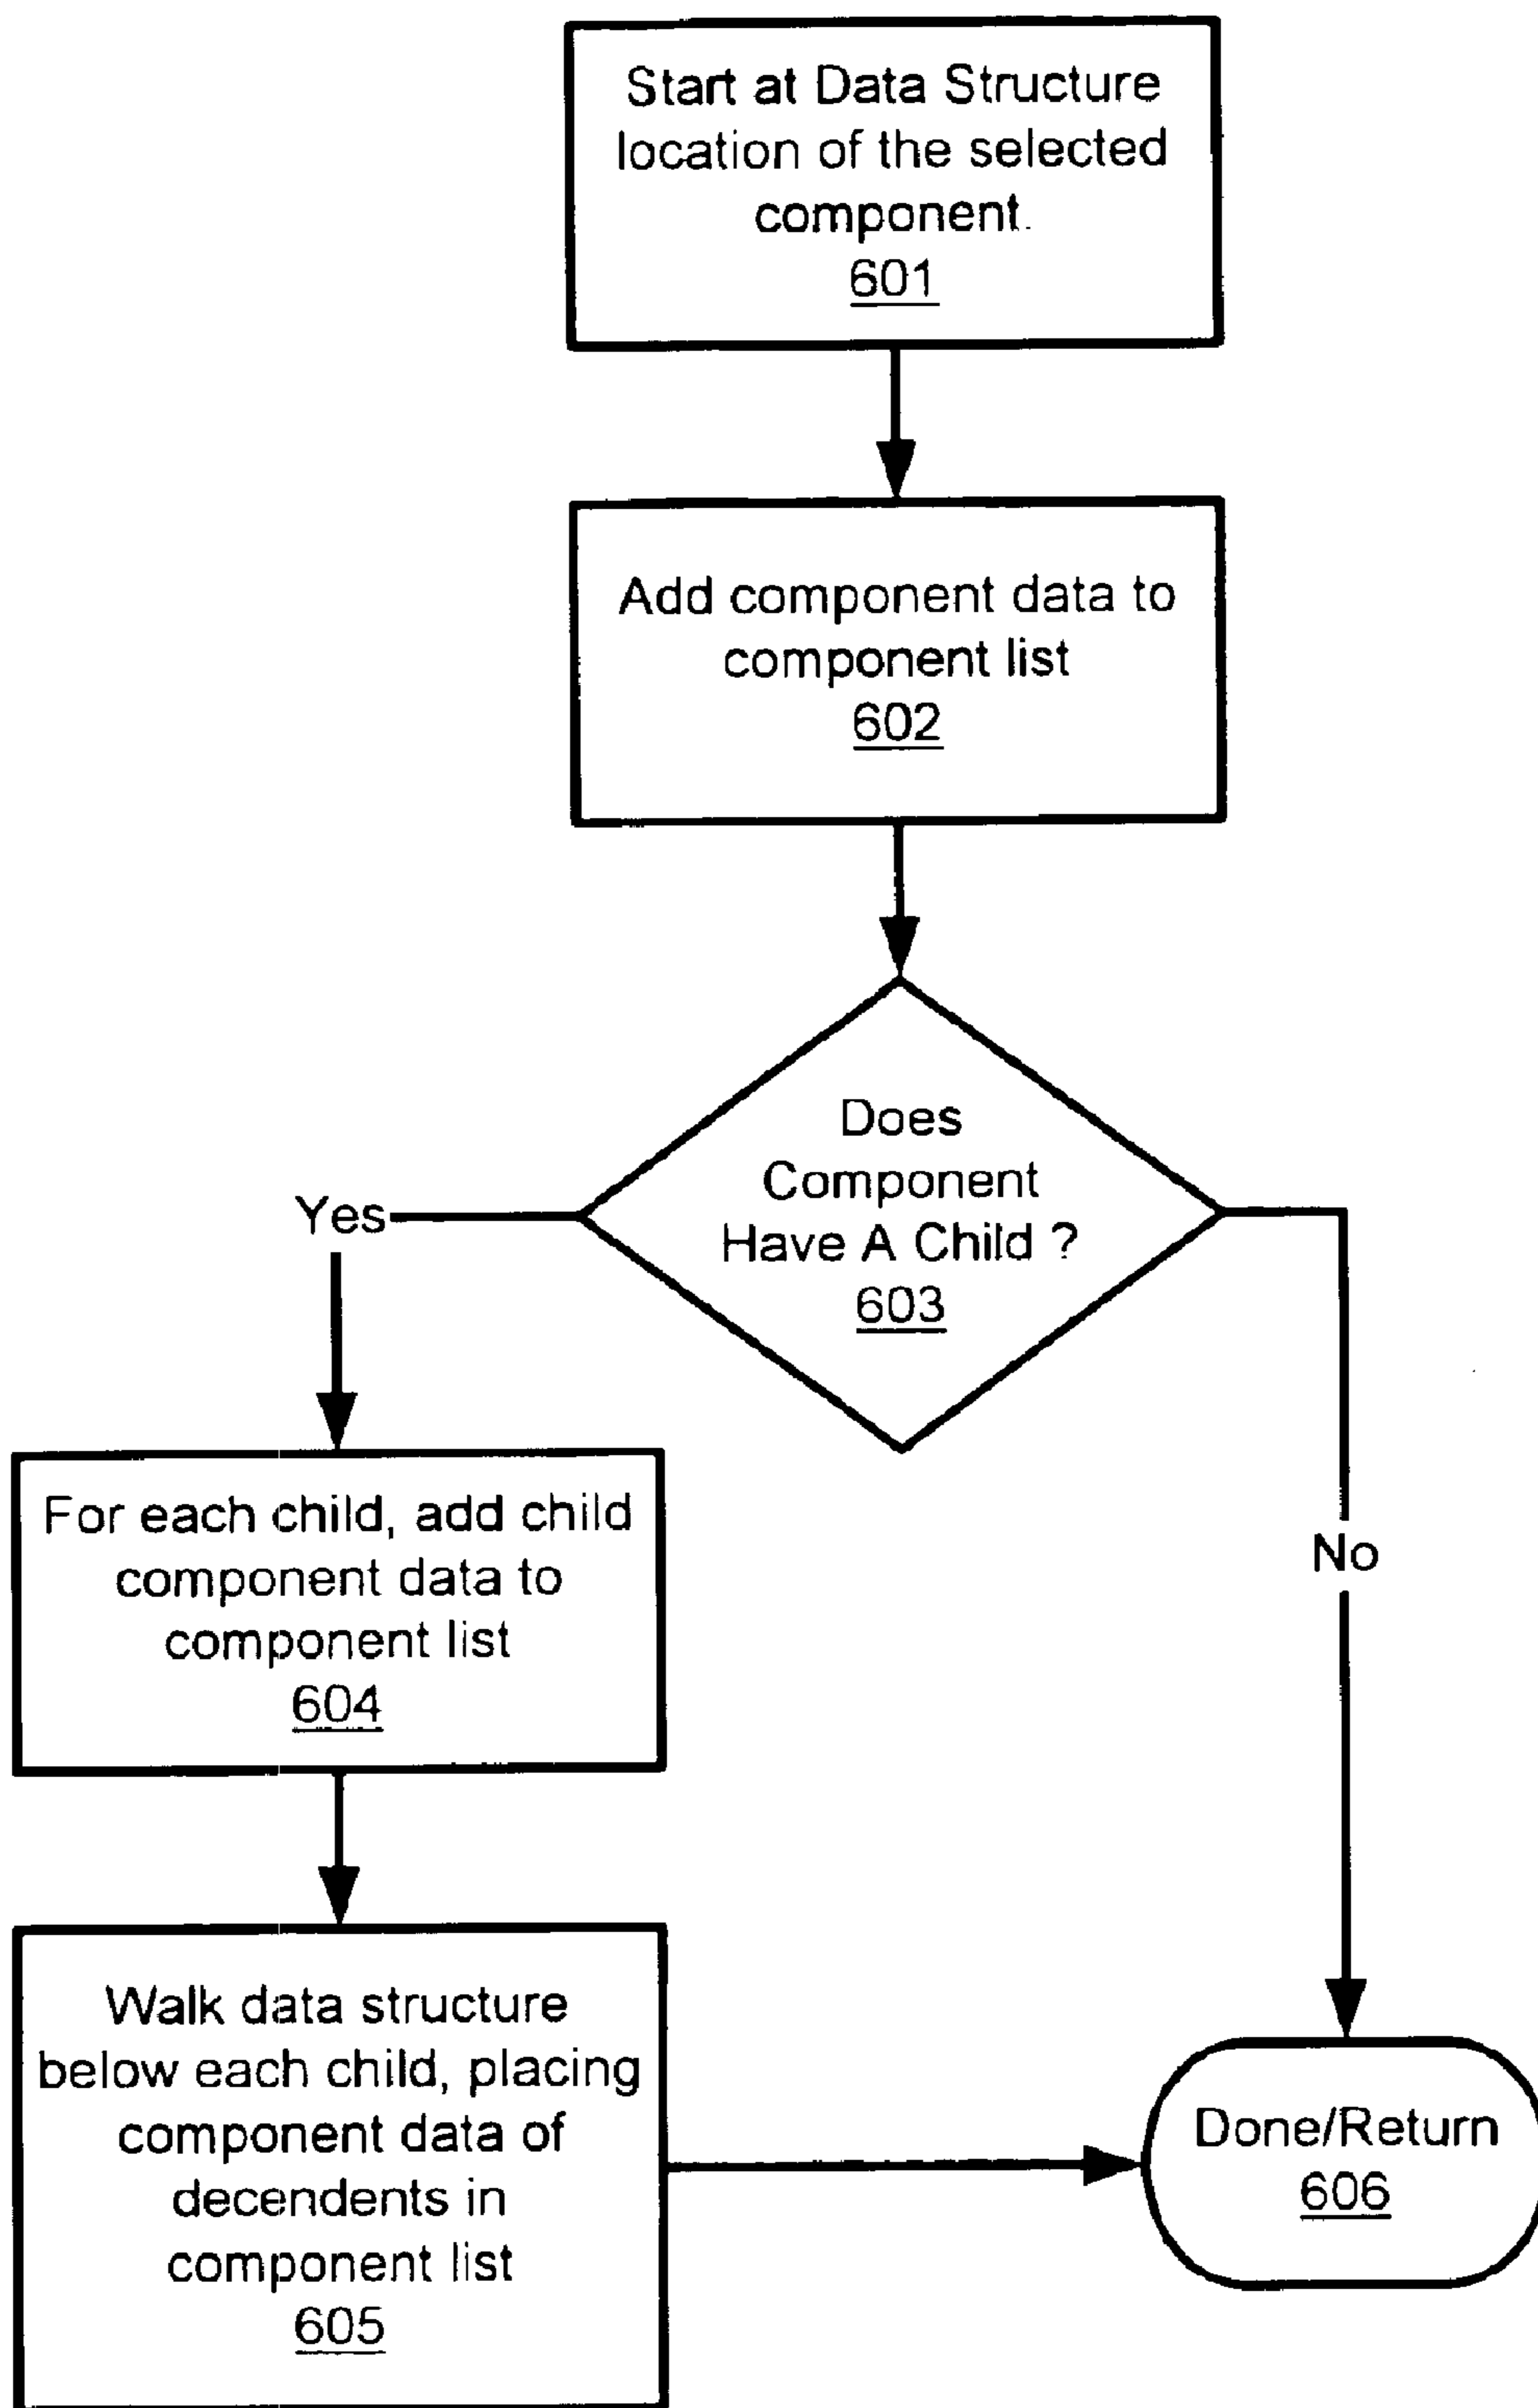 Start at Data Structure
location of the selected
component.
601
Add component data to
component list
602
Does
Component
Have A Child ?
603
Yes
No
For each child, add child
component data to
component list
604
Walk data structure
below each child, placing
component data of
decendents in
component list
605
Done/Return
606